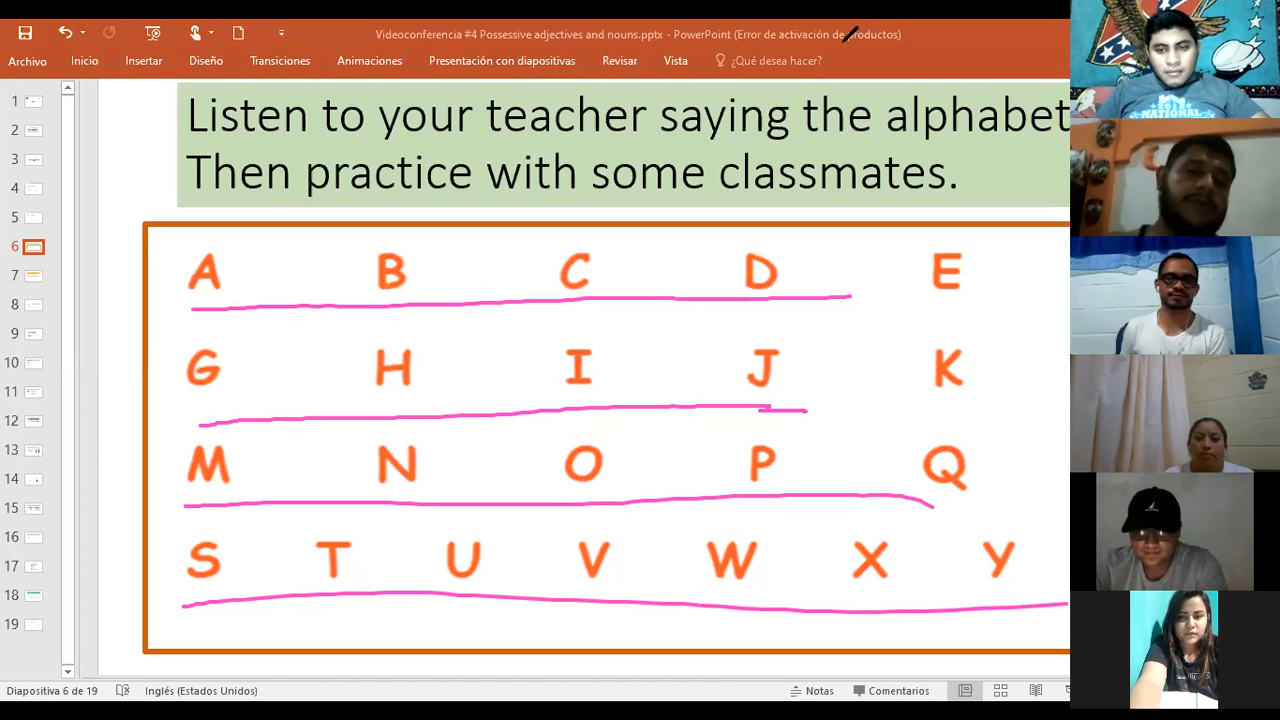 Videoconferencia #4 Possessive adjectives and nouns.pptx - PowerPoint (Error de activación de productos)
Archivo Inicio Insertar Diseño Transiciones Animaciones Presentación con diapositivas Revisar Vista ¿Qué desea hacer?
1
2
3
4
5
6
7
8
9
10
11
12
13
14
15
16
17
18
19
Listen to your teacher saying the alphabet
Then practice with some classmates.
A B C D E
G H I J K
M N O P Q
S T U V W X Y
NATIONAL
Diapositiva 6 de 19 Inglés (Estados Unidos) Notas Comentarios